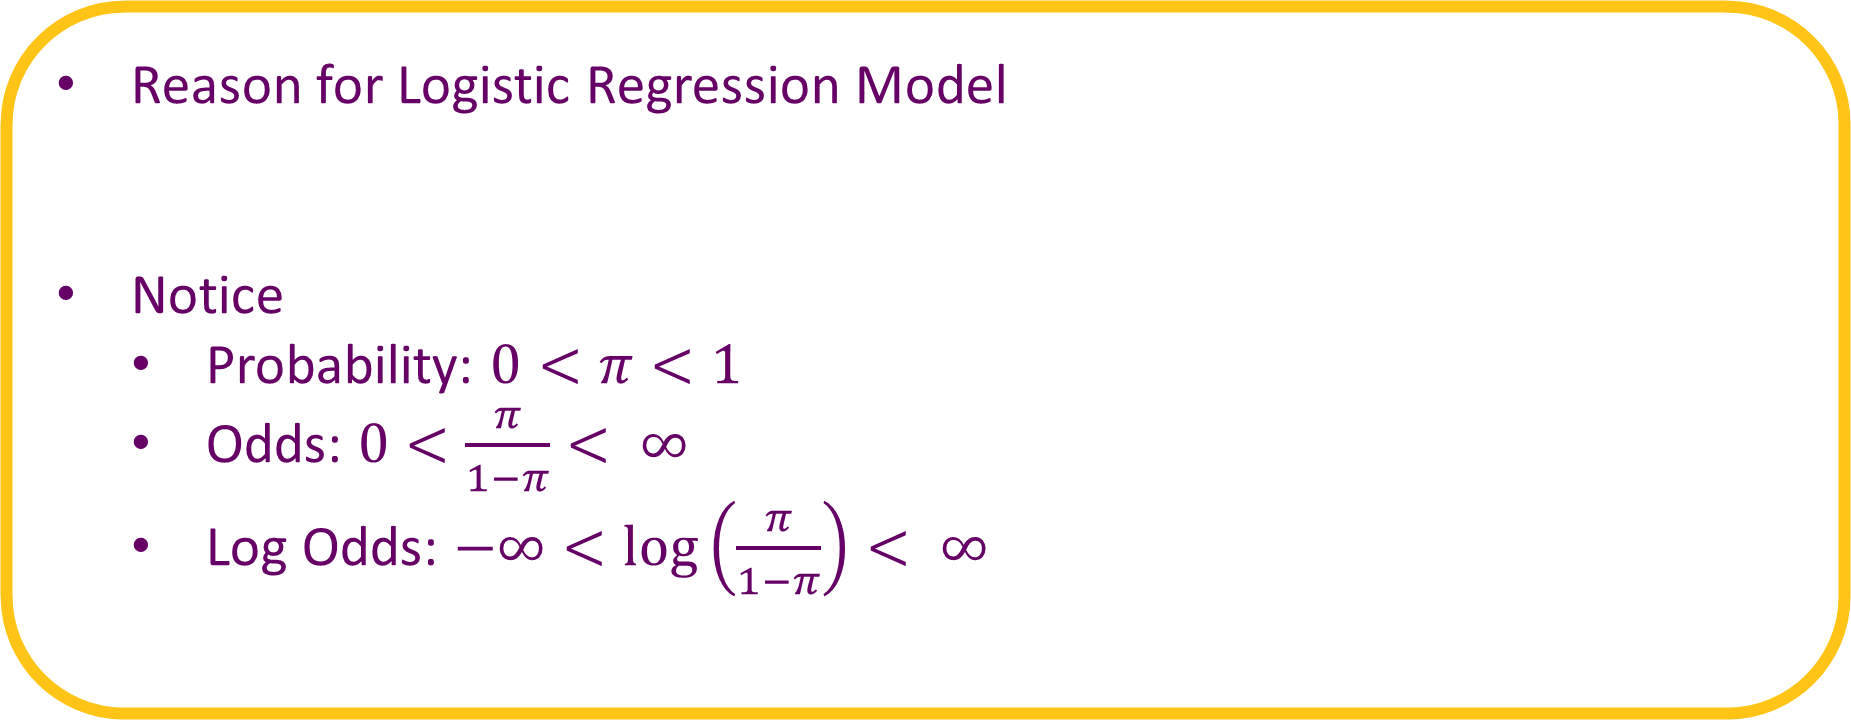 • Reason for Logistic Regression Model
• Notice
• Probability: 0 < π < 1
• Odds: 0 < π/(1−π) < ∞
• Log Odds: −∞ < log(π/(1−π)) < ∞